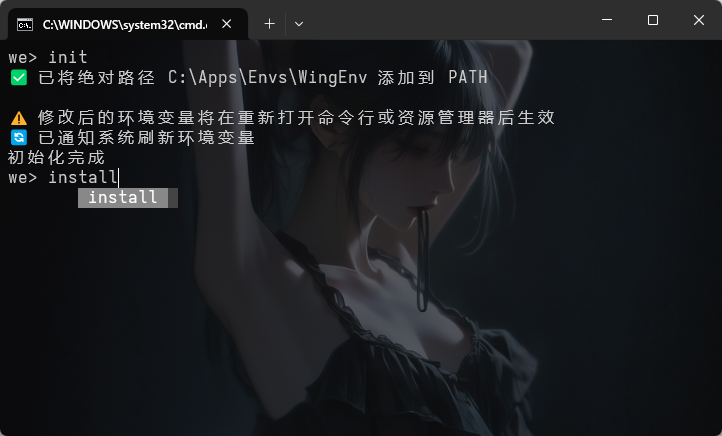 C:\WINDOWS\system32\cmd.
we> init
✅ 已将绝对路径 C:\Apps\Envs\WingEnv 添加到 PATH
⚠️ 修改后的环境变量将在重新打开命令行或资源管理器后生效
🔄 已通知系统刷新环境变量
初始化完成
we> install
install